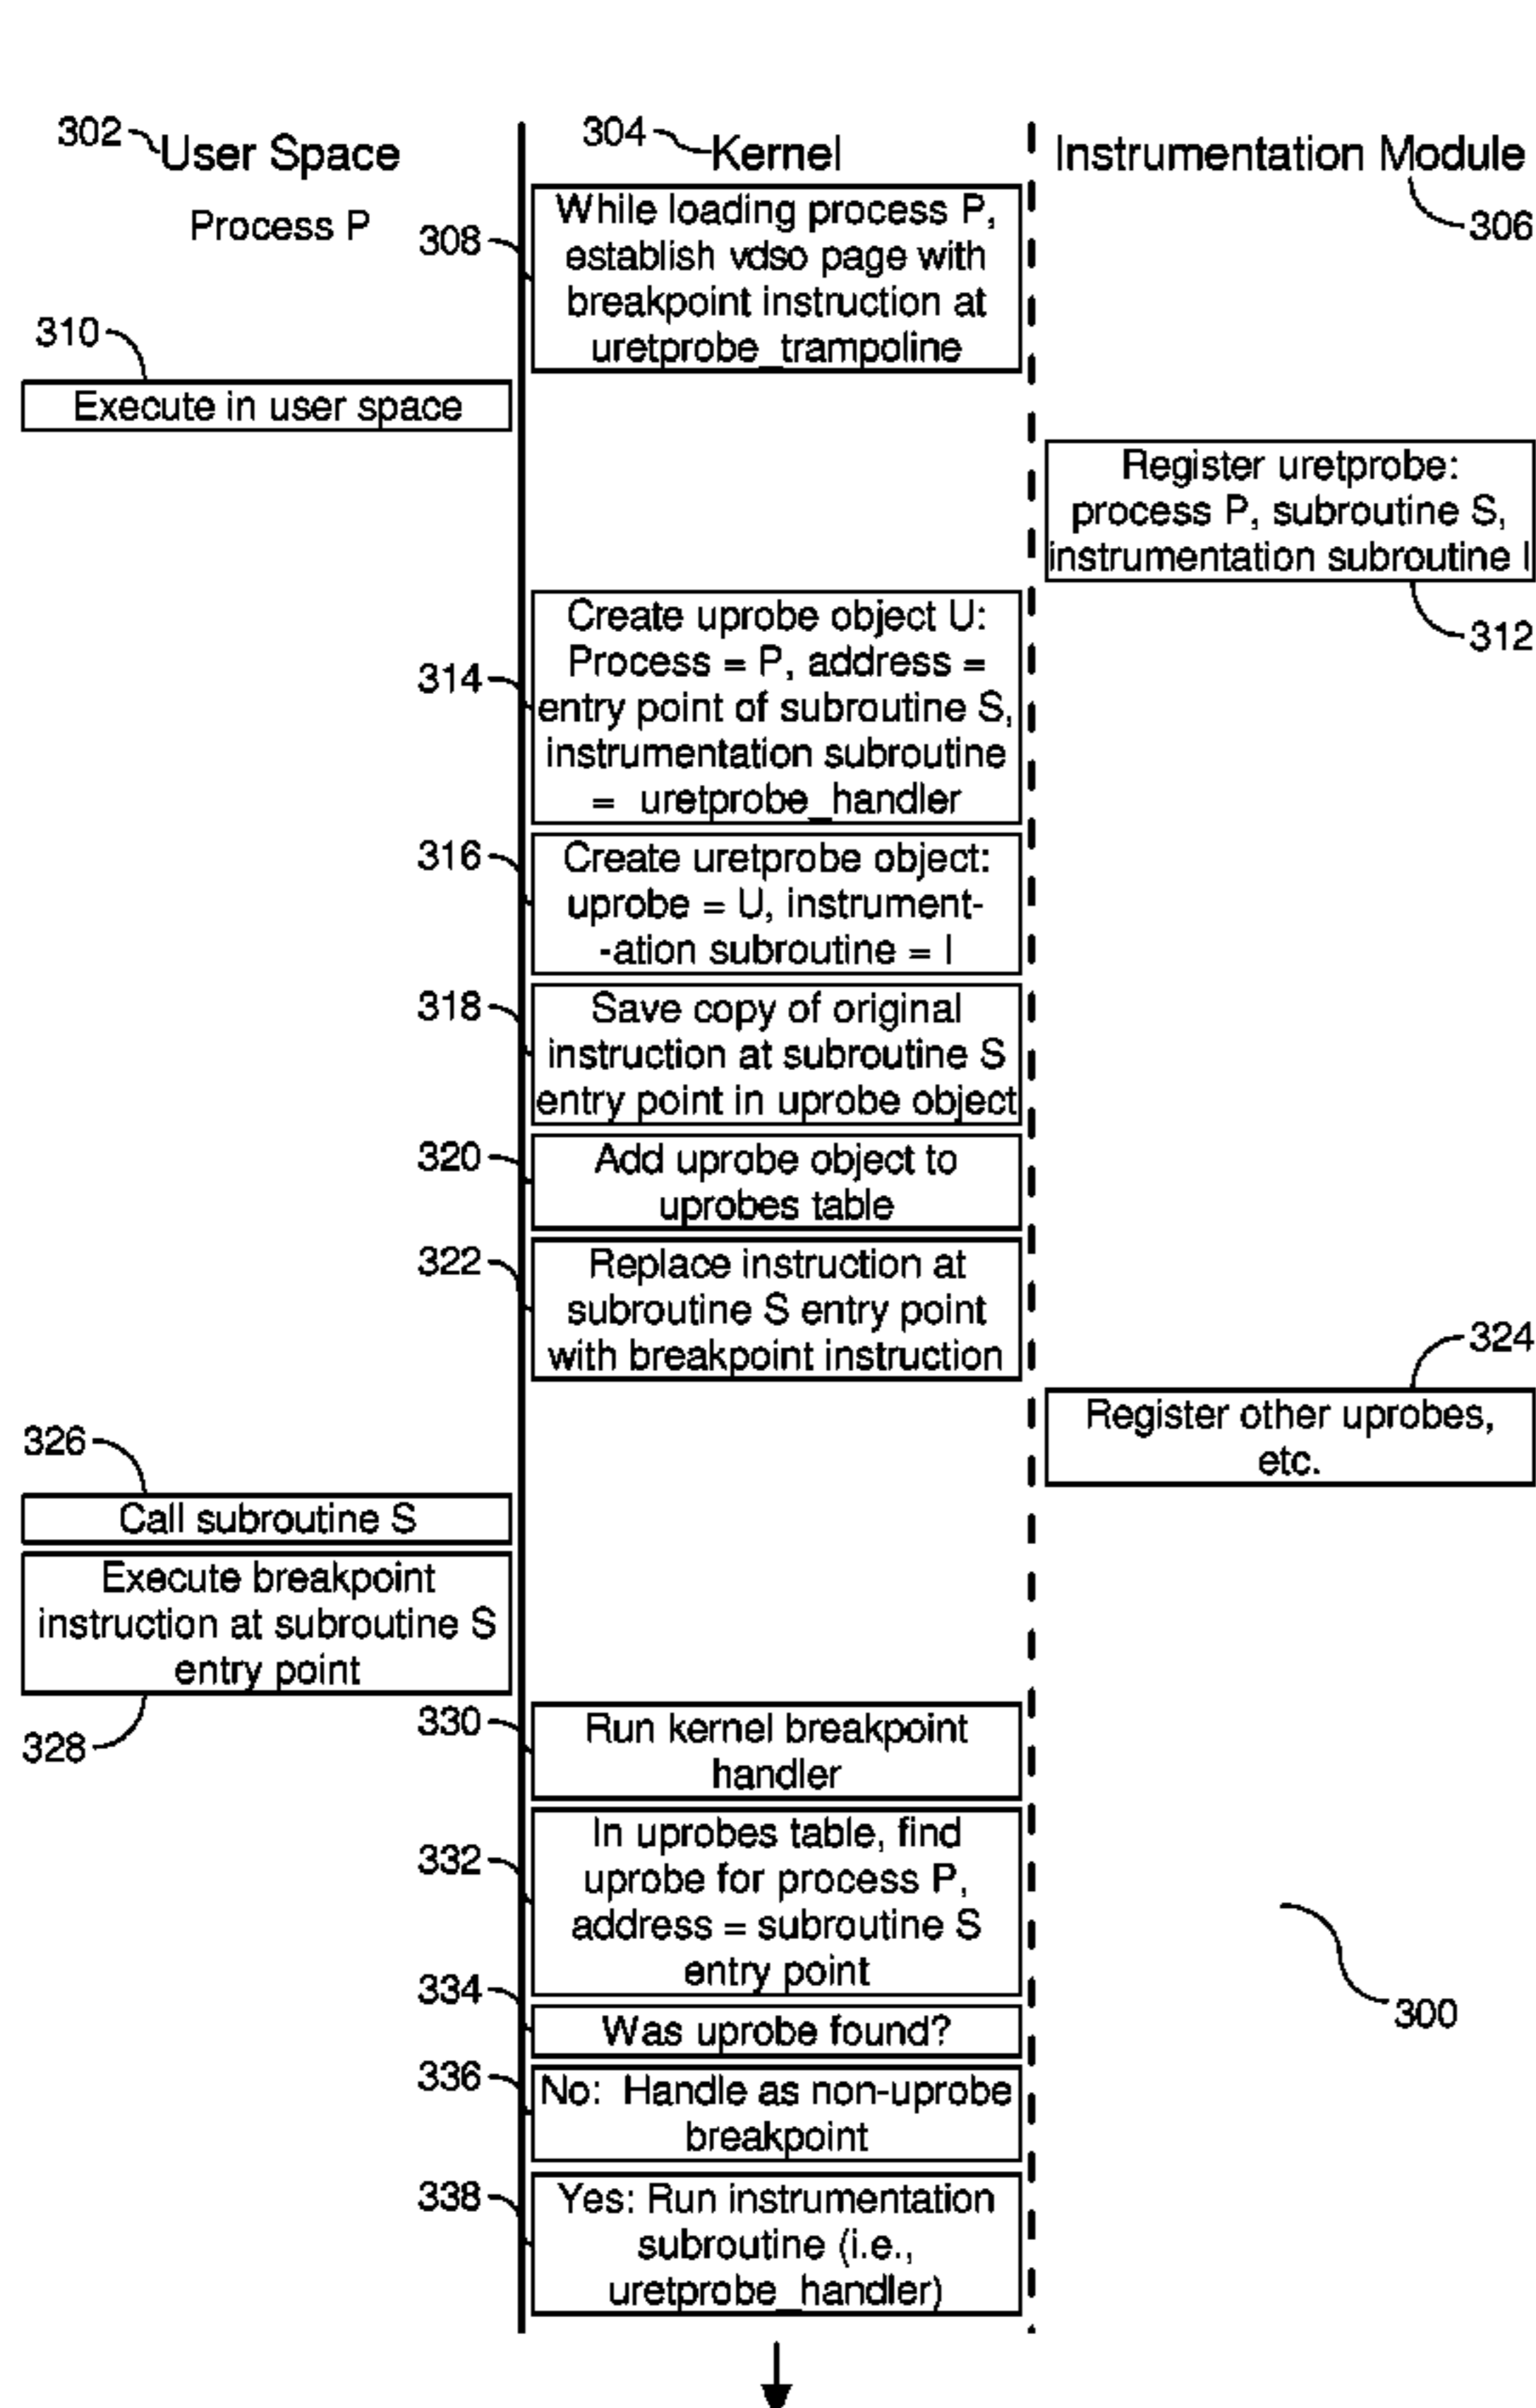 302 User Space
304 Kernel
Instrumentation Module
306
Process P
308
While loading process P,
establish vdso page with
breakpoint instruction at
uretprobe_trampoline
310
Execute in user space
Register uretprobe:
process P, subroutine S,
instrumentation subroutine I
312
314
Create uprobe object U:
Process = P, address =
entry point of subroutine S,
instrumentation subroutine
= uretprobe_handler
316
Create uretprobe object:
uprobe = U, instrument-
-ation subroutine = I
318
Save copy of original
instruction at subroutine S
entry point in uprobe object
320
Add uprobe object to
uprobes table
322
Replace instruction at
subroutine S entry point
with breakpoint instruction
324
Register other uprobes,
etc.
326
Call subroutine S
Execute breakpoint
instruction at subroutine S
entry point
328
330
Run kernel breakpoint
handler
332
In uprobes table, find
uprobe for process P,
address = subroutine S
entry point
334
Was uprobe found?
300
336
No: Handle as non-uprobe
breakpoint
338
Yes: Run instrumentation
subroutine (i.e.,
uretprobe_handler)